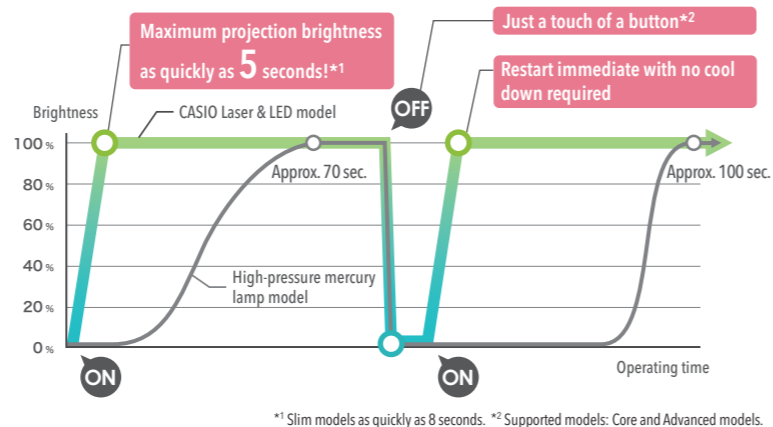 Maximum projection brightness
as quickly as 5 seconds!*1
Just a touch of a button*2
Restart immediate with no cool
down required
OFF
Brightness
CASIO Laser & LED model
100 %
80 %
60 %
40 %
20 %
0 %
Approx. 70 sec.
Approx. 100 sec.
High-pressure mercury
lamp model
Operating time
ON
ON
*1 Slim models as quickly as 8 seconds. *2 Supported models: Core and Advanced models.